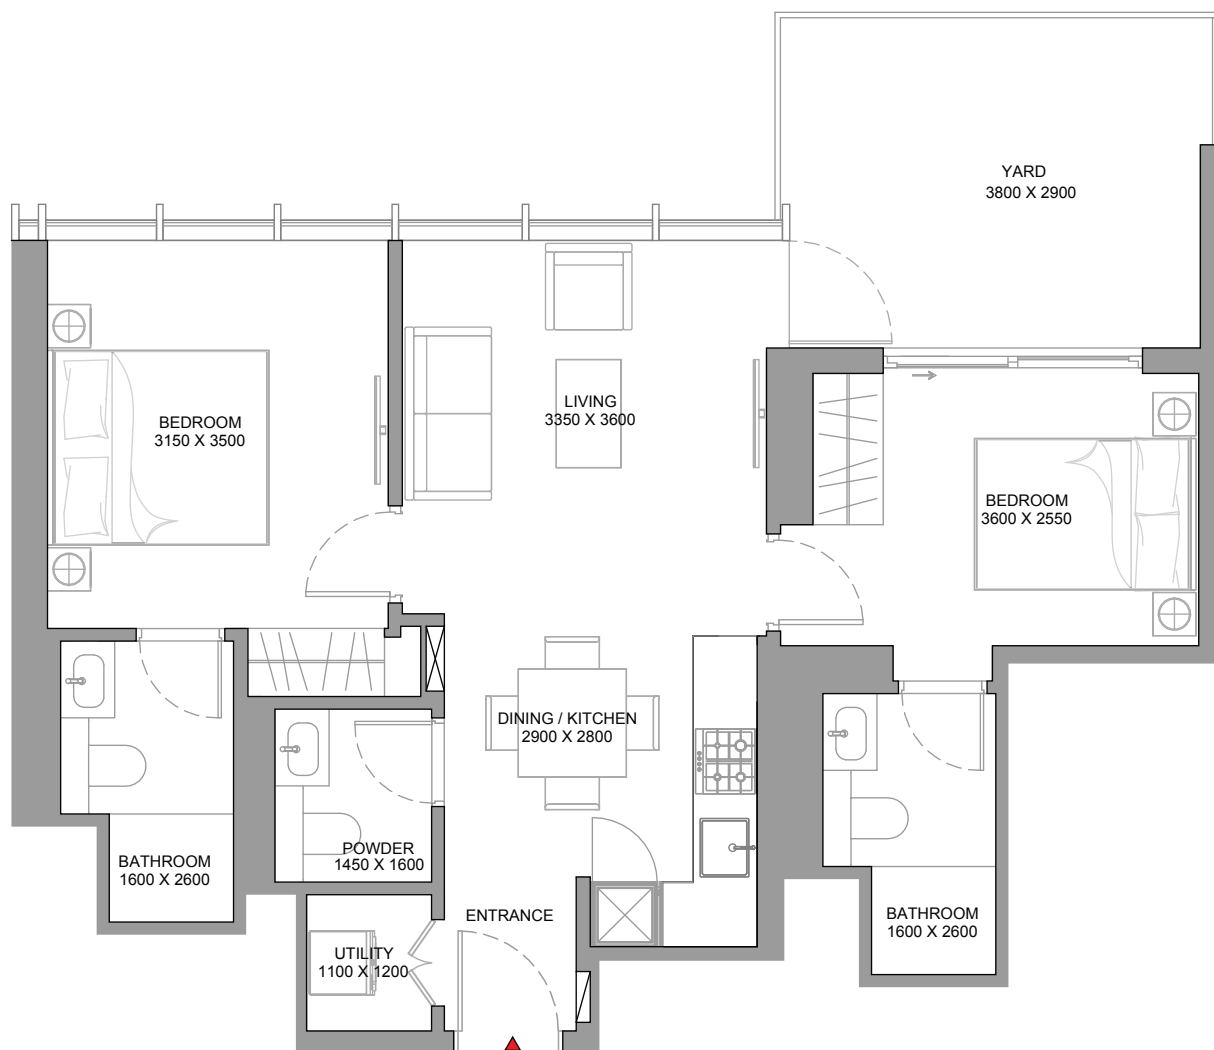 YARD
3800 X 2900
BEDROOM
3150 X 3500
LIVING
3350 X 3600
BEDROOM
3600 X 2550
DINING / KITCHEN
2900 X 2800
BATHROOM
1600 X 2600
POWDER
1450 X 1600
ENTRANCE
BATHROOM
1600 X 2600
UTILITY
1100 X 1200